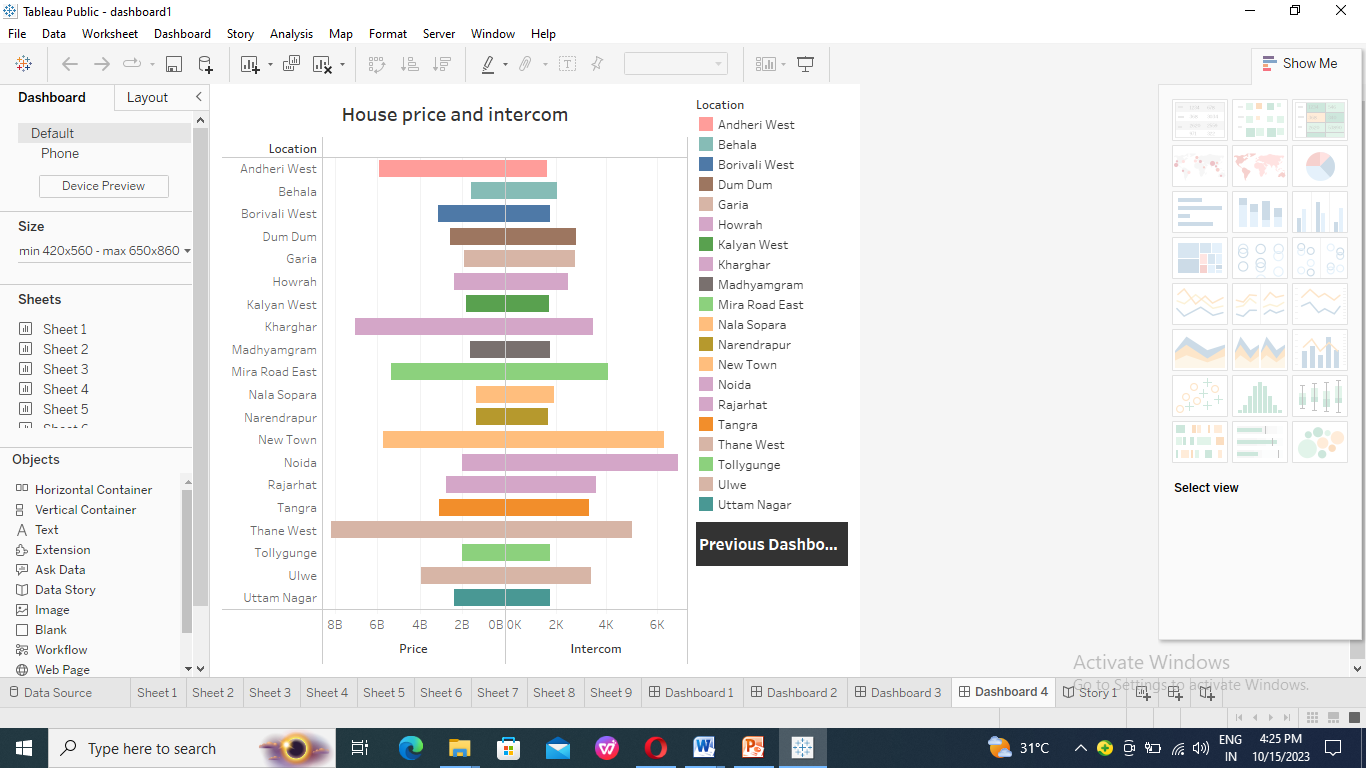 Tableau Public - dashboard1
File Data Worksheet Dashboard Story Analysis Map Format Server Window Help
Show Me
Dashboard Layout
Default
Phone
Device Preview
Size
min 420x560 - max 650x860
Sheets
Sheet 1
Sheet 2
Sheet 3
Sheet 4
Sheet 5
Objects
Horizontal Container
Vertical Container
Text
Extension
Ask Data
Data Story
Image
Blank
Workflow
Web Page
House price and intercom
Location
Andheri West
Behala
Borivali West
Dum Dum
Garia
Howrah
Kalyan West
Kharghar
Madhyamgram
Mira Road East
Nala Sopara
Narendrapur
New Town
Noida
Rajarhat
Tangra
Thane West
Tollygunge
Ulwe
Uttam Nagar
8B 6B 4B 2B 0B 0K 2K 4K 6K
Price Intercom
Location
Andheri West
Behala
Borivali West
Dum Dum
Garia
Howrah
Kalyan West
Kharghar
Madhyamgram
Mira Road East
Nala Sopara
Narendrapur
New Town
Noida
Rajarhat
Tangra
Thane West
Tollygunge
Ulwe
Uttam Nagar
Previous Dashbo...
Select view
Activate Windows
Go to Settings to activate Windows.
Data Source Sheet 1 Sheet 2 Sheet 3 Sheet 4 Sheet 5 Sheet 6 Sheet 7 Sheet 8 Sheet 9 Dashboard 1 Dashboard 2 Dashboard 3 Dashboard 4 Story 1
Type here to search
31°C
ENG
IN
4:25 PM
10/15/2023